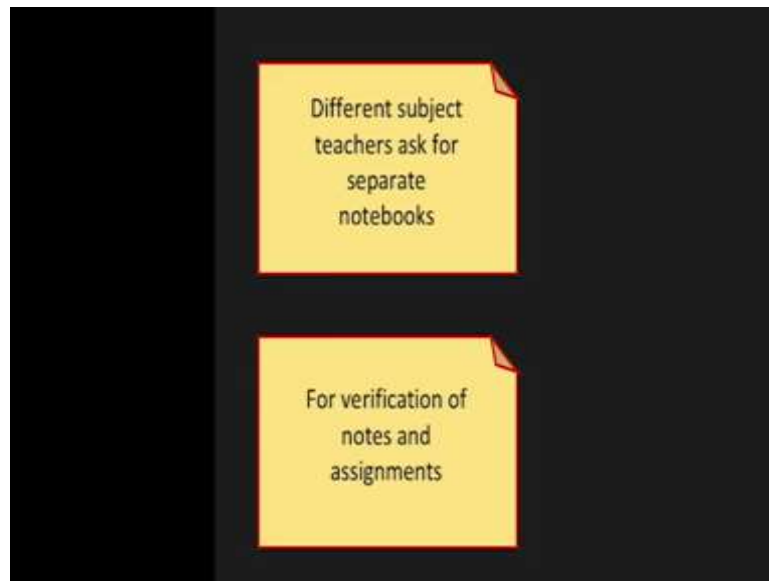 Different subject
teachers ask for
separate
notebooks
For verification of
notes and
assignments